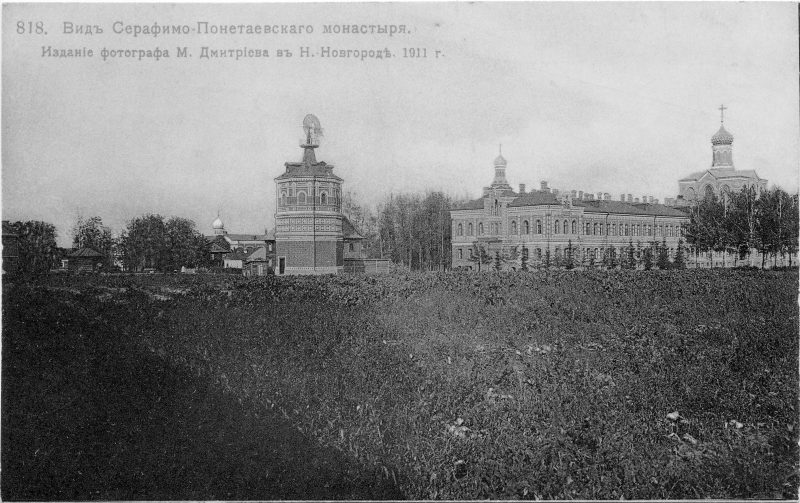 818. Видъ Серафимо-Понетаевскаго монастыря.
Изданіе фотографа М. Дмитріева въ Н.-Новгородѣ. 1911 г.